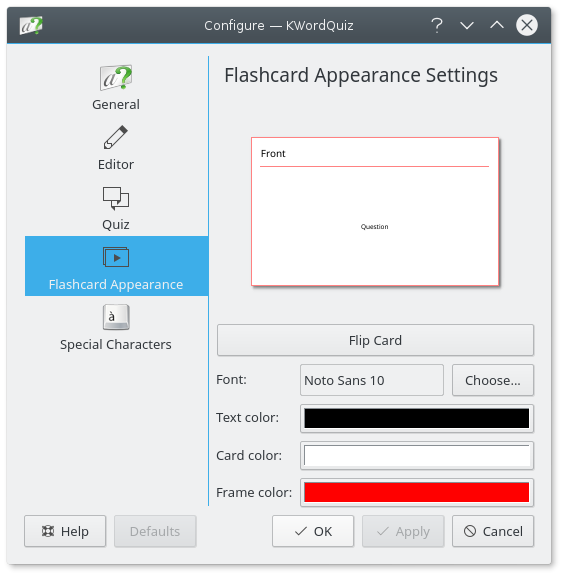 Configure — KWordQuiz
General
Editor
Quiz
Flashcard Appearance
Special Characters
Flashcard Appearance Settings
Front
Question
Flip Card
Font: Noto Sans 10 Choose...
Text color:
Card color:
Frame color:
Help Defaults OK Apply Cancel